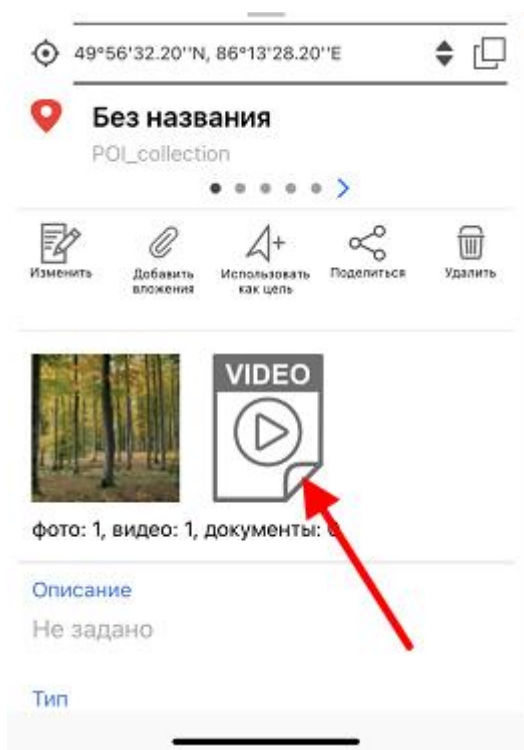 49°56'32.20''N, 86°13'28.20''E
Без названия
POI_collection
Изменить
Добавить вложения
Использовать как цель
Поделиться
Удалить
VIDEO
фото: 1, видео: 1, документы: 0
Описание
Не задано
Тип